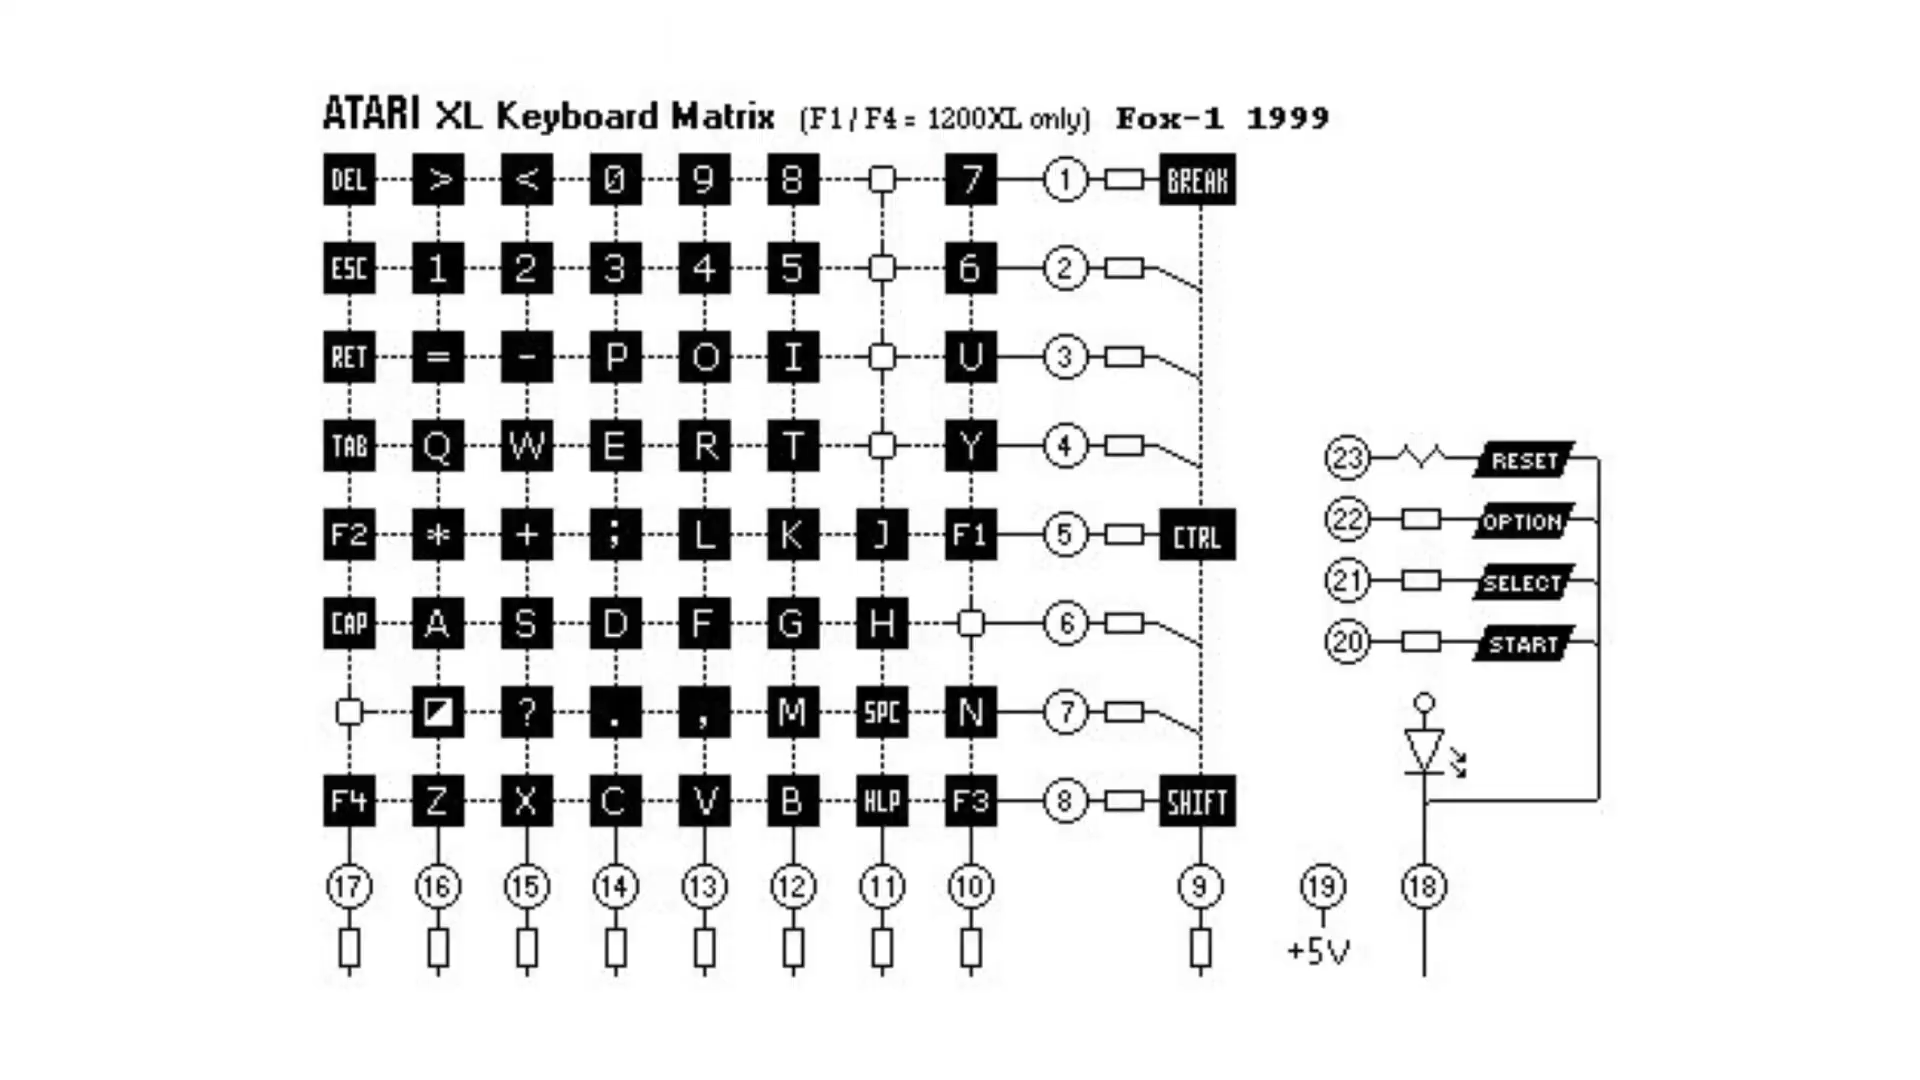 ATARI XL Keyboard Matrix (F1/F4= 1200XL only) Fox-1 1999
DEL > < 0 9 8 7 1 BREAK
ESC 1 2 3 4 5 6 2
RET = - P O I U 3
TAB Q W E R T Y 4
23 RESET
22 OPTION
F2 * + ; L K J F1 5 CTRL
21 SELECT
CAP A S D F G H 6
20 START
? . , M SPC N 7
F4 Z X C V B HLP F3 8 SHIFT
17 16 15 14 13 12 11 10 9 19 18
+5V